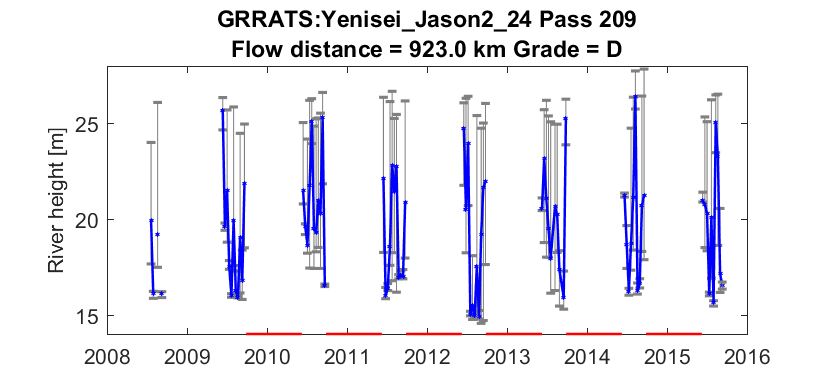 GRRATS:Yenisei_Jason2_24 Pass 209
Flow distance = 923.0 km Grade = D
River height [m]
25
20
15
2008 2009 2010 2011 2012 2013 2014 2015 2016